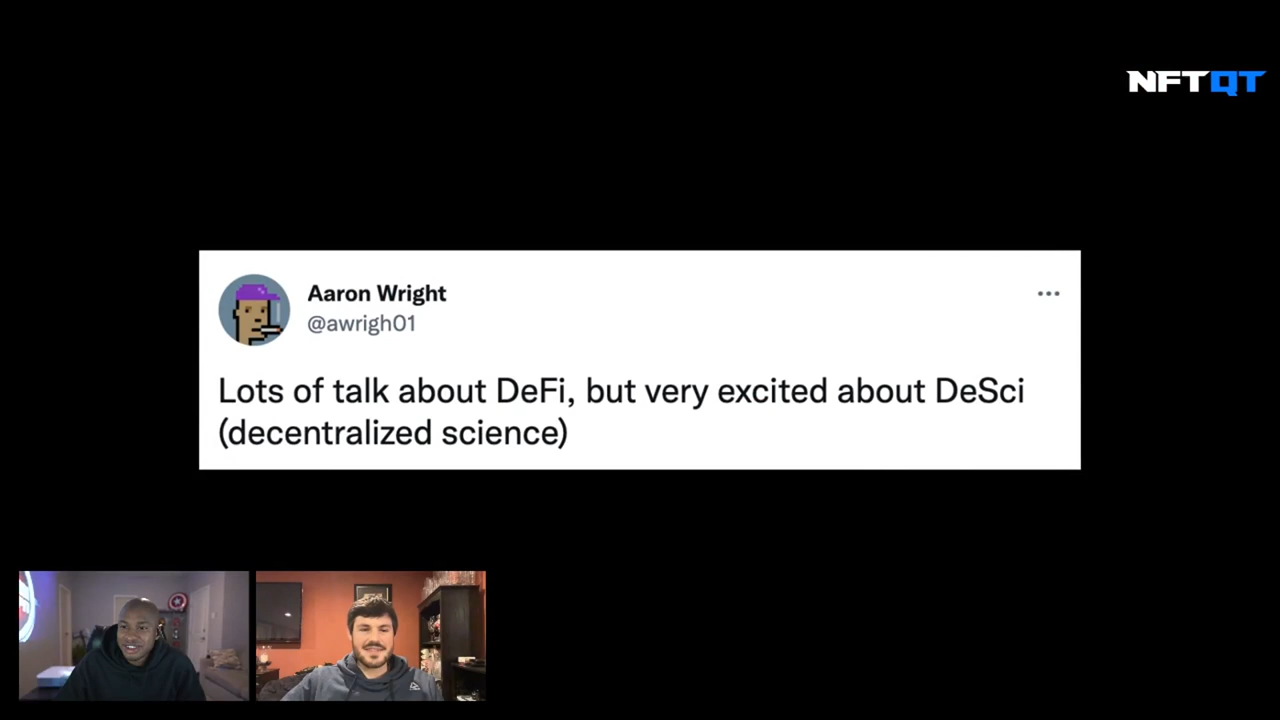 NFTQT
Aaron Wright
@awrigh01
Lots of talk about DeFi, but very excited about DeSci
(decentralized science)